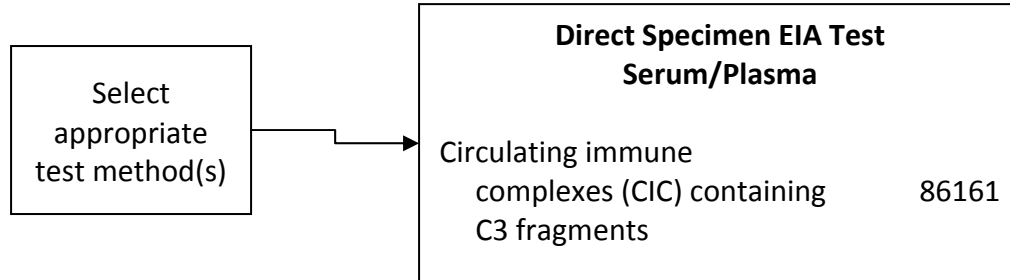 Select
appropriate
test method(s)
Direct Specimen EIA Test
Serum/Plasma
Circulating immune
complexes (CIC) containing 86161
C3 fragments